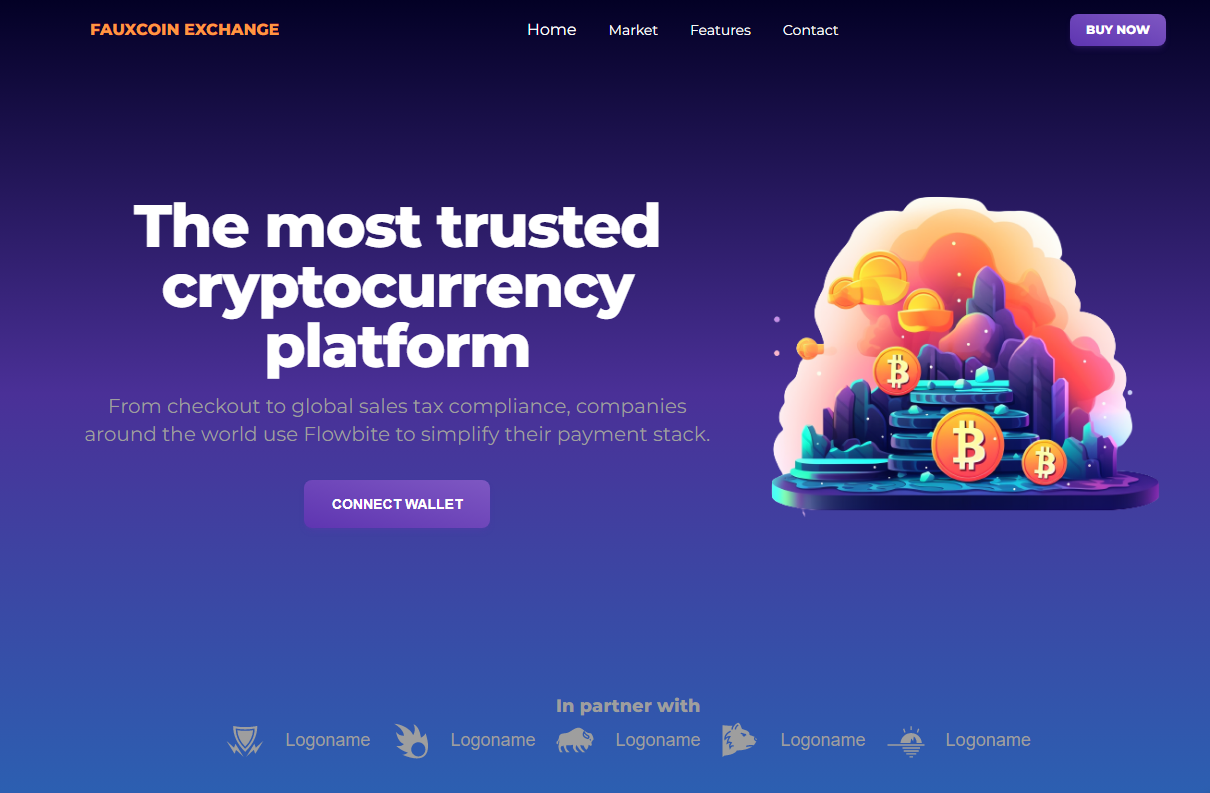 FAUXCOIN EXCHANGE
Home Market Features Contact
BUY NOW
The most trusted
cryptocurrency
platform
From checkout to global sales tax compliance, companies
around the world use Flowbite to simplify their payment stack.
CONNECT WALLET
In partner with
Logoname Logoname Logoname Logoname Logoname